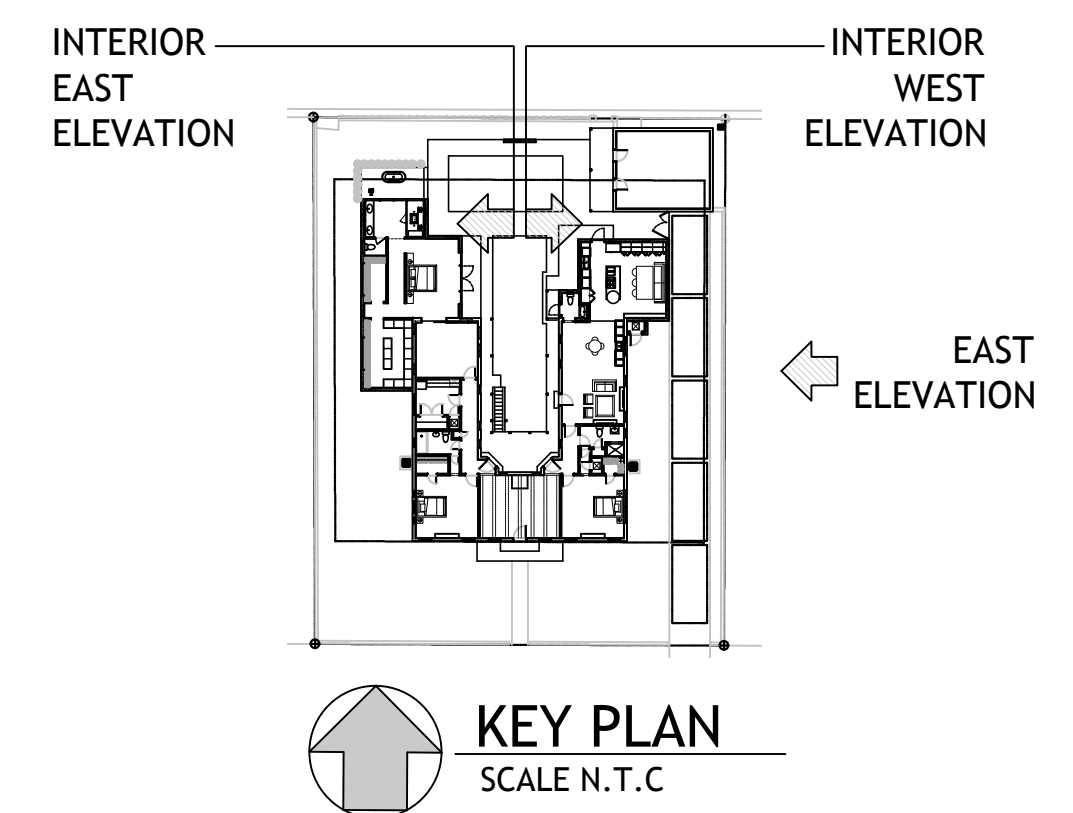 INTERIOR
EAST
ELEVATION
INTERIOR
WEST
ELEVATION
EAST
ELEVATION
KEY PLAN
SCALE N.T.C